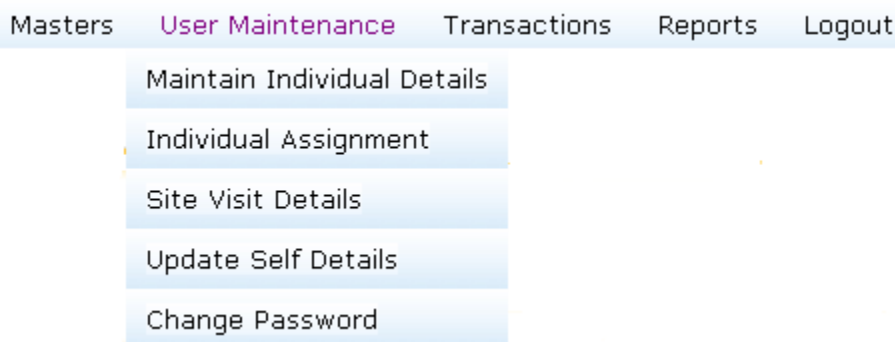 Masters User Maintenance Transactions Reports Logout
Maintain Individual Details
Individual Assignment
Site Visit Details
Update Self Details
Change Password